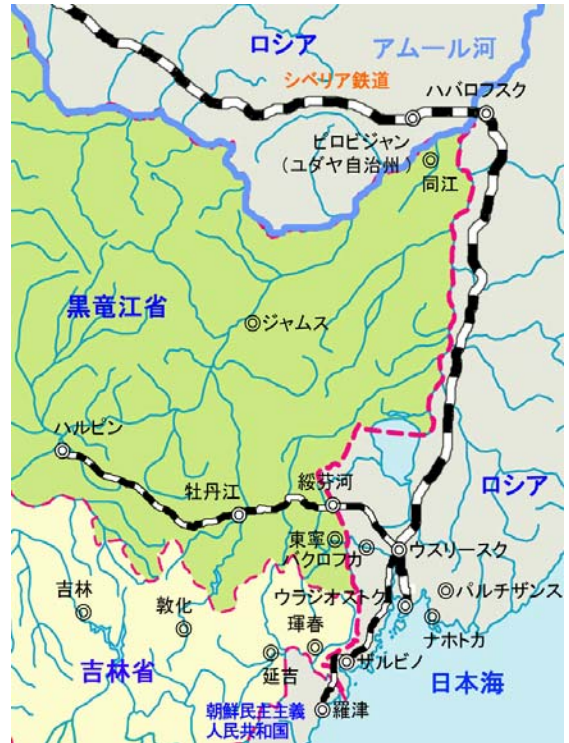 ロシア
アムール河
シベリア鉄道
ハバロフスク
ビロビジャン
(ユダヤ自治州)
同江
黒竜江省
ジャムス
ハルピン
牡丹江
綏芬河
ロシア
東寧
バクロフカ
ウスリースク
ウラジオストク
パルチザンス
吉林
敦化
琿春
ナホトカ
吉林省
延吉
ザルビノ
日本海
朝鮮民主主義
人民共和国
羅津